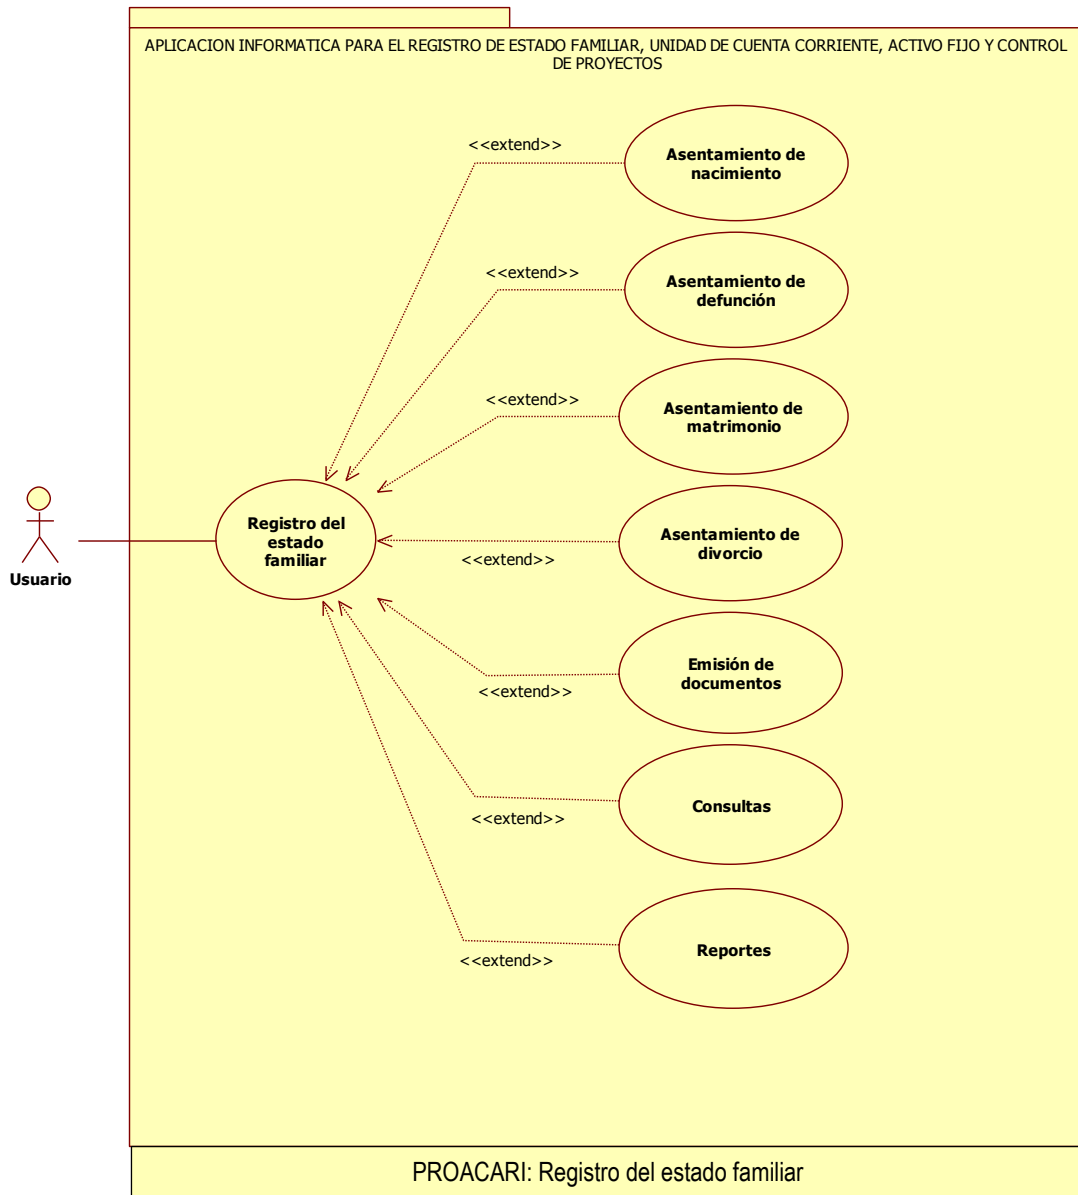 APLICACION INFORMATICA PARA EL REGISTRO DE ESTADO FAMILIAR, UNIDAD DE CUENTA CORRIENTE, ACTIVO FIJO Y CONTROL
DE PROYECTOS
<<extend>>
Asentamiento de
nacimiento
<<extend>>
Asentamiento de
defunción
<<extend>>
Asentamiento de
matrimonio
Usuario
Registro del
estado
familiar
<<extend>>
Asentamiento de
divorcio
<<extend>>
Emisión de
documentos
<<extend>>
Consultas
<<extend>>
Reportes
PROACARI: Registro del estado familiar